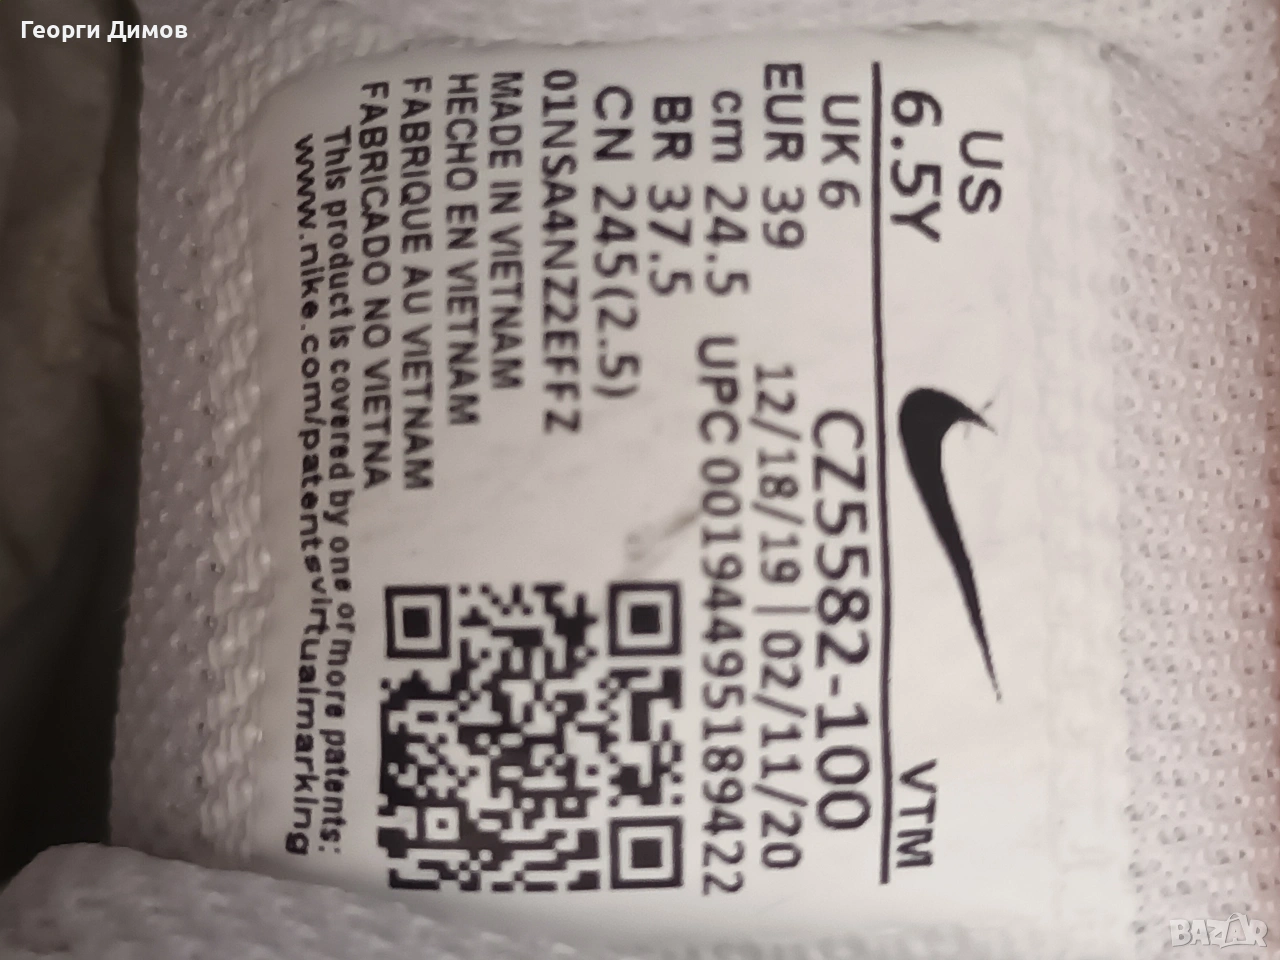 Георги Димов
US
6.5Y
VTM
UK 6
CZ5582-100
EUR 39
12/18/19 | 02/11/20
cm 24.5
UPC 00194495189422
BR 37.5
CN 245(2.5)
01NSA4NZ2EFFZ
MADE IN VIETNAM
HECHO EN VIETNAM
FABRIQUE AU VIETNAM
FABRICADO NO VIETNA
This product is covered by one or more patents:
www.nike.com/patentsvirtualmarking
BAZAR